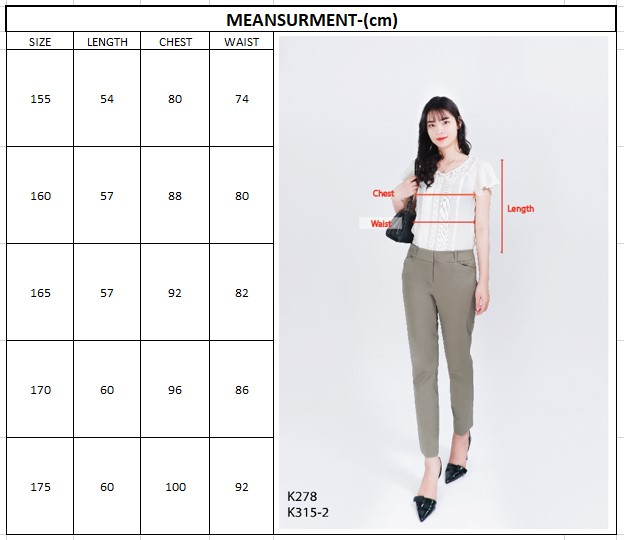 MEANSURMENT-(cm)
SIZE LENGTH CHEST WAIST
155 54 80 74
160 57 88 80
165 57 92 82
170 60 96 86
175 60 100 92
Chest
Waist
Length
K278
K315-2